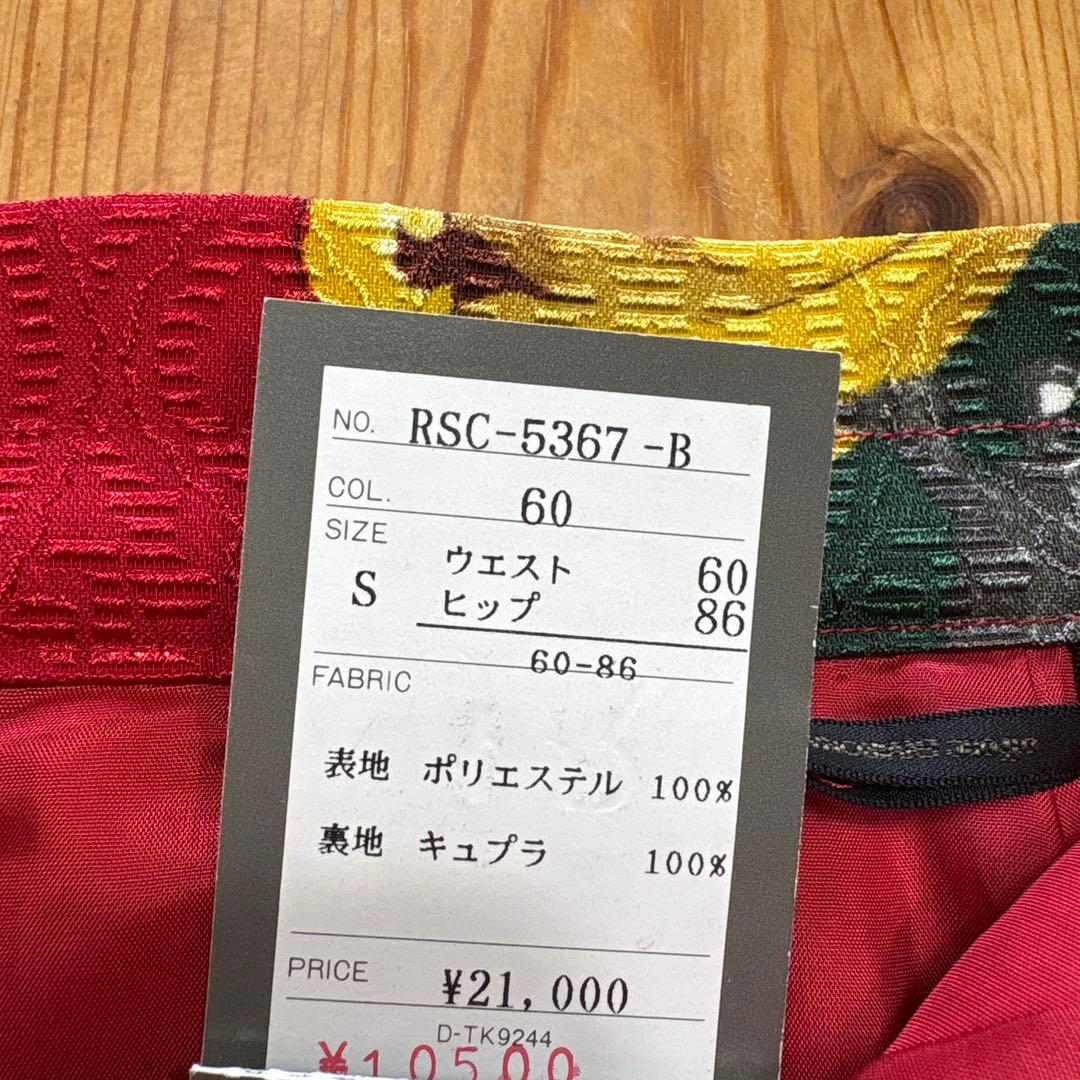 NO. RSC-5367-B
COL. 60
SIZE
S ウエスト 60
ヒップ 86
60-86
FABRIC
表地 ポリエステル 100%
裏地 キュプラ 100%
PRICE ¥21,000
D-TK9244
¥10500